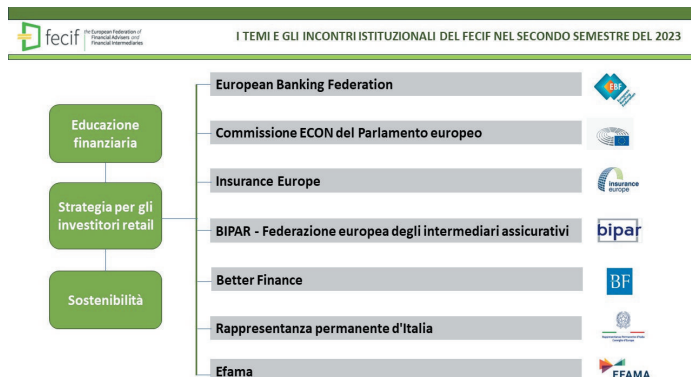 fecif
the European Federation of
Financial Advisers and
Financial Intermediaries
I TEMI E GLI INCONTRI ISTITUZIONALI DEL FECIF NEL SECONDO SEMESTRE DEL 2023
Educazione
finanziaria
Strategia per gli
investitori retail
Sostenibilità
European Banking Federation
EBF
Commissione ECON del Parlamento europeo
Insurance Europe
insurance
europe
BIPAR - Federazione europea degli intermediari assicurativi
bipar
Better Finance
BF
Rappresentanza permanente d'Italia
Efama
EFAMA